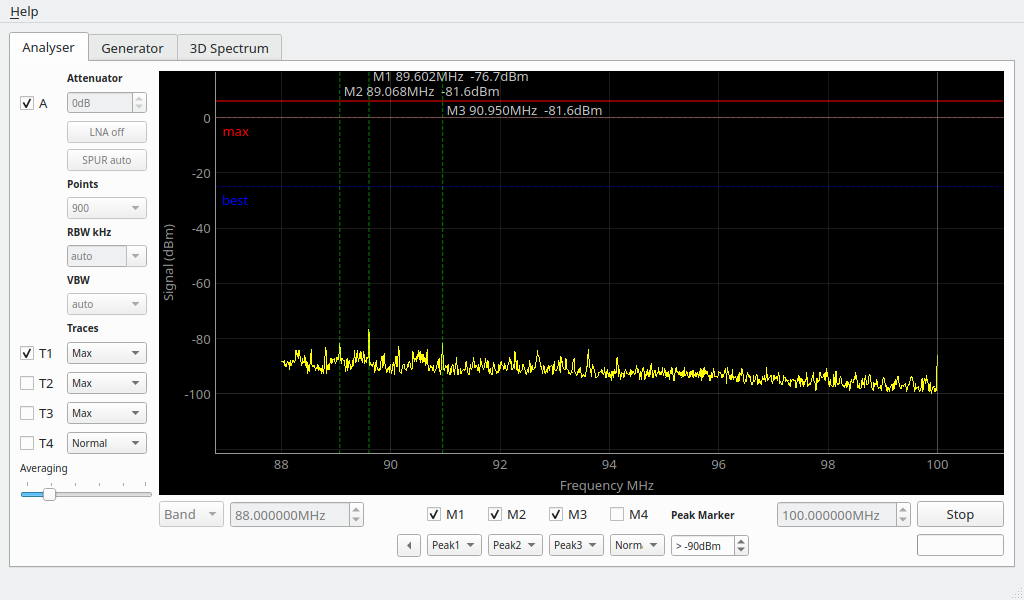 Help
Analyser
Generator
3D Spectrum
Attenuator
A
0dB
LNA off
SPUR auto
Points
900
RBW kHz
auto
VBW
auto
Traces
T1 Max
T2 Max
T3 Max
T4 Normal
Averaging
M1 89.602MHz -76.7dBm
M2 89.068MHz -81.6dBm
M3 90.950MHz -81.6dBm
max
best
Signal (dBm)
0
-20
-40
-60
-80
-100
88 90 92 94 96 98 100
Frequency MHz
Band 88.000000MHz M1 M2 M3 M4 Peak Marker 100.000000MHz Stop
Peak1 Peak2 Peak3 Norm > -90dBm